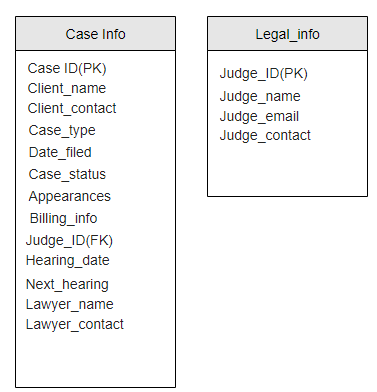 Case Info
Case ID(PK)
Client_name
Client_contact
Case_type
Date_filed
Case_status
Appearances
Billing_info
Judge_ID(FK)
Hearing_date
Next_hearing
Lawyer_name
Lawyer_contact
Legal_info
Judge_ID(PK)
Judge_name
Judge_email
Judge_contact